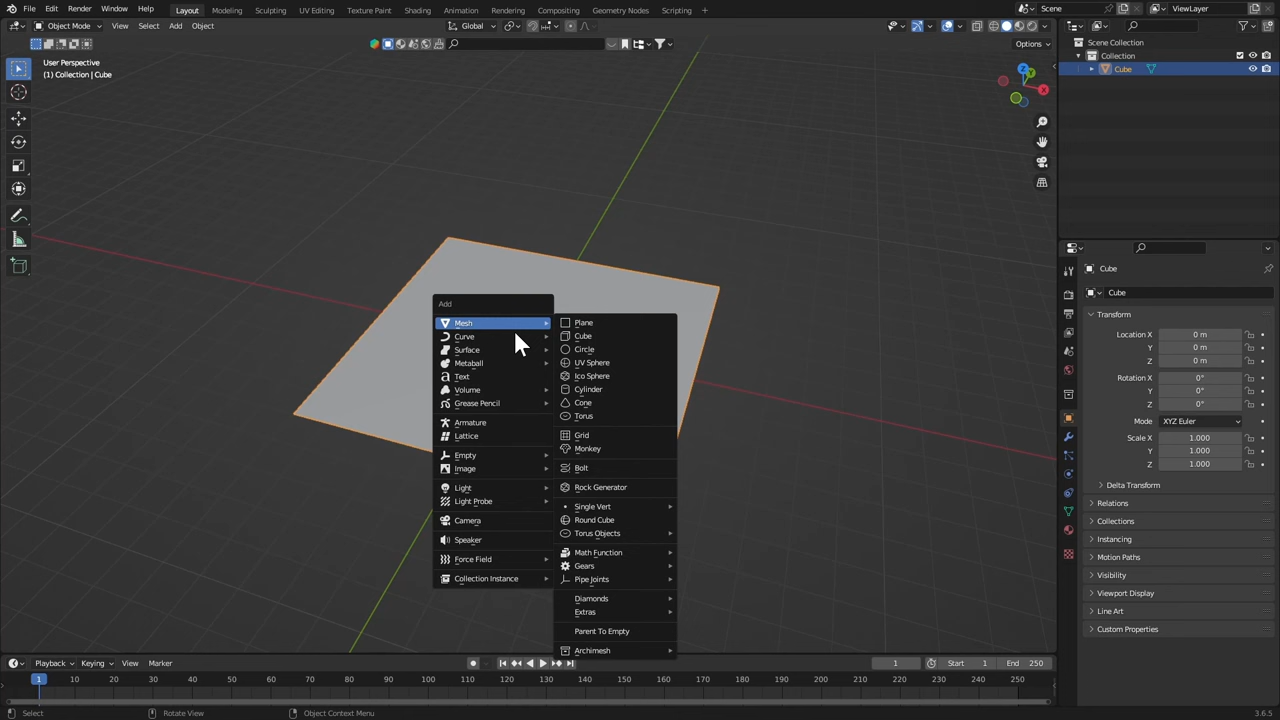 File Edit Render Window Help Layout Modeling Sculpting UV Editing Texture Paint Shading Animation Rendering Compositing Geometry Nodes Scripting + Scene ViewLayer
Object Mode View Select Add Object Global
Options
User Perspective
(1) Collection | Cube
Z
Y
X
Scene Collection
Collection
Cube
Add
Mesh
Curve
Surface
Metaball
Text
Volume
Grease Pencil
Armature
Lattice
Empty
Image
Light
Light Probe
Camera
Speaker
Force Field
Collection Instance
Plane
Cube
Circle
UV Sphere
Ico Sphere
Cylinder
Cone
Torus
Grid
Monkey
Bolt
Rock Generator
Single Vert
Round Cube
Torus Objects
Math Function
Gears
Pipe Joints
Diamonds
Extras
Parent To Empty
Archimesh
Cube
Cube
Transform
Location X 0 m
Y 0 m
Z 0 m
Rotation X 0°
Y 0°
Z 0°
Mode XYZ Euler
Scale X 1.000
Y 1.000
Z 1.000
Delta Transform
Relations
Collections
Instancing
Motion Paths
Visibility
Viewport Display
Line Art
Custom Properties
Playback Keying View Marker 1 Start 1 End 250
1 10 20 30 40 50 60 70 80 90 100 110 120 130 140 150 160 170 180 190 200 210 220 230 240 250
Select Rotate View Object Context Menu 3.6.5